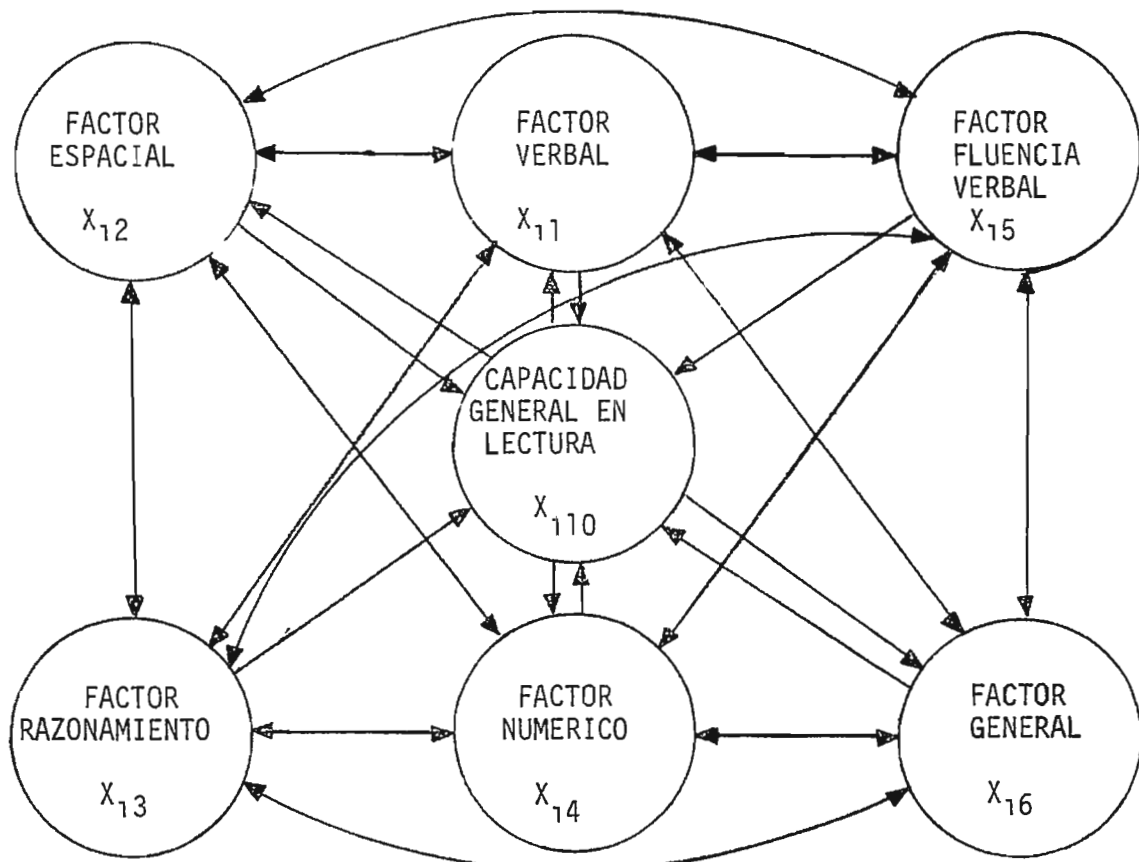 FACTOR
ESPACIAL
X₁2
FACTOR
VERBAL
X₁1
FACTOR
FLUENCIA
VERBAL
X₁5
CAPACIDAD
GENERAL EN
LECTURA
X₁10
FACTOR
RAZONAMIENTO
X₁3
FACTOR
NUMERICO
X₁4
FACTOR
GENERAL
X₁6